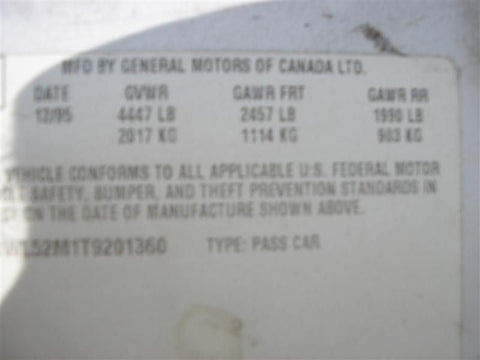 MFD BY GENERAL MOTORS OF CANADA LTD.
DATE GVWR GAWR FRT GAWR RR
12/95 4447 LB 2457 LB 1990 LB
2017 KG 1114 KG 903 KG
VEHICLE CONFORMS TO ALL APPLICABLE U.S. FEDERAL MOTOR
SAFETY, BUMPER, AND THEFT PREVENTION STANDARDS IN
ON THE DATE OF MANUFACTURE SHOWN ABOVE.
WL52M1T9201360 TYPE: PASS CAR